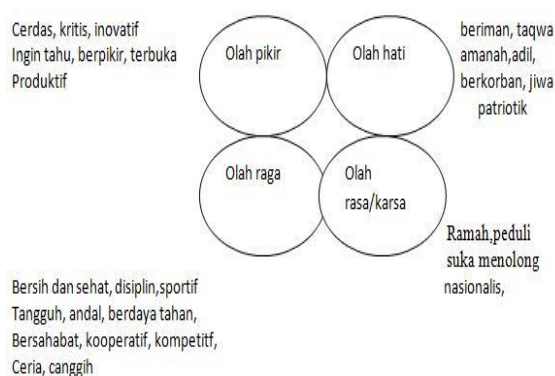 Cerdas, kritis, inovatif
Ingin tahu, berpikir, terbuka
Produktif
Olah pikir
Olah hati
beriman, taqwa
amanah,adil,
berkorban, jiwa
patriotik
Olah raga
Olah
rasa/karsa
Ramah,peduli
suka menolong
nasionalis,
Bersih dan sehat, disiplin,sportif
Tangguh, andal, berdaya tahan,
Bersahabat, kooperatif, kompetitf,
Ceria, canggih